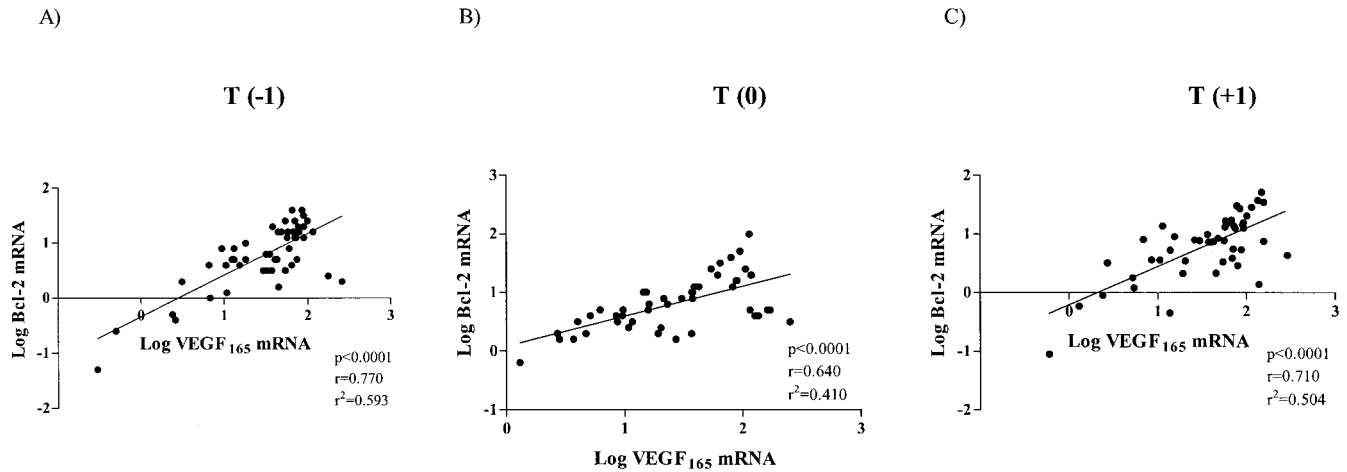 A)
T (-1)
Log Bcl-2 mRNA
2
1
0
-1
-2
0
1
2
3
Log VEGF165 mRNA
p<0.0001
r=0.770
r²=0.593
B)
T (0)
Log Bcl-2 mRNA
3
2
1
0
-1
0
1
2
3
Log VEGF165 mRNA
p<0.0001
r=0.640
r²=0.410
C)
T (+1)
Log Bcl-2 mRNA
2
1
0
-1
-2
0
1
2
3
Log VEGF165 mRNA
p<0.0001
r=0.710
r²=0.504